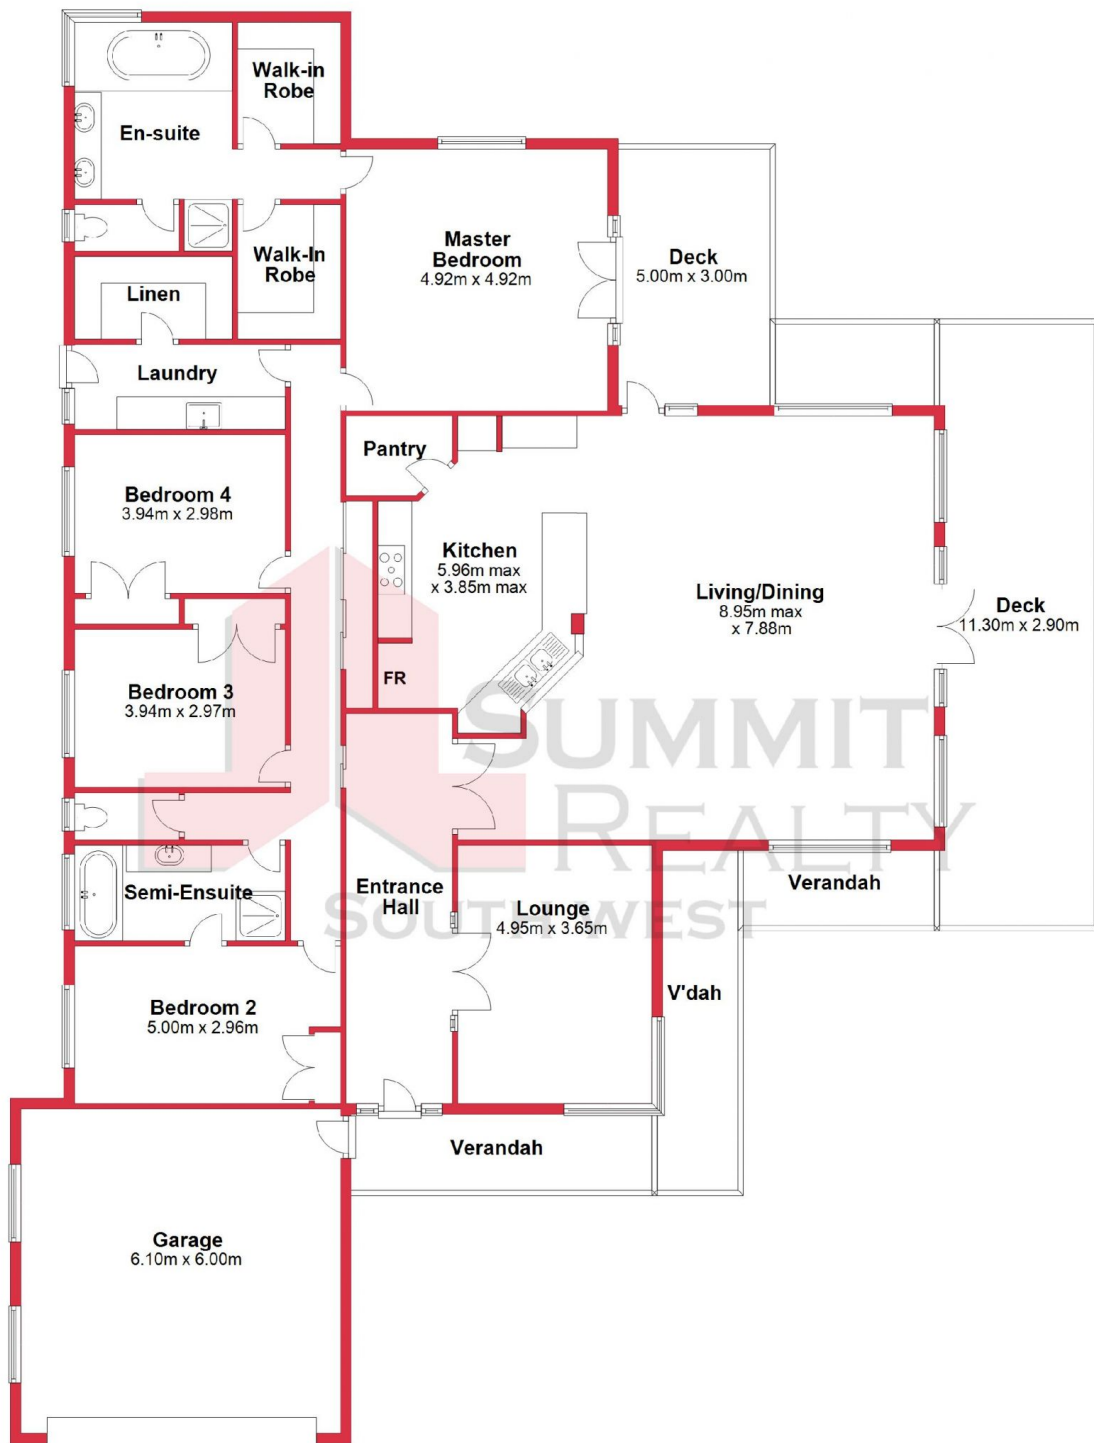 Walk-in
Robe
En-suite
Master
Bedroom
4.92m x 4.92m
Deck
5.00m x 3.00m
Walk-In
Robe
Linen
Laundry
Pantry
Bedroom 4
3.94m x 2.98m
Kitchen
5.96m max
x 3.85m max
Living/Dining
8.95m max
x 7.88m
Deck
11.30m x 2.90m
Bedroom 3
3.94m x 2.97m
FR
SUMMIT
REALTY
SOUTH WEST
Semi-Ensuite
Entrance
Hall
Lounge
4.95m x 3.65m
Verandah
V'dah
Bedroom 2
5.00m x 2.96m
Verandah
Garage
6.10m x 6.00m